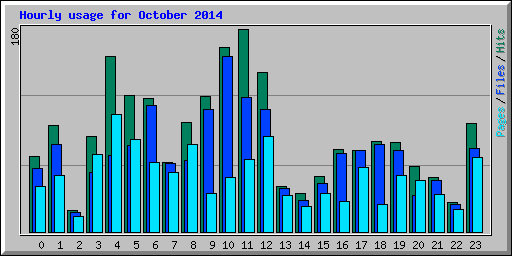 Hourly usage for October 2014
180
Pages/Files/Hits
0 1 2 3 4 5 6 7 8 9 10 11 12 13 14 15 16 17 18 19 20 21 22 23